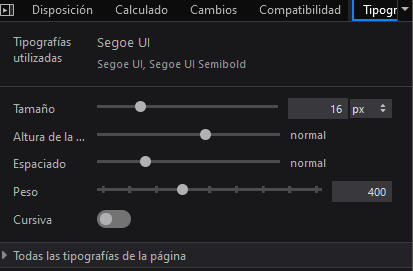 Disposición Calculado Cambios Compatibilidad Tipogr
Tipografías utilizadas Segoe UI
Segoe UI, Segoe UI Semibold
Tamaño 16 px
Altura de la ... normal
Espaciado normal
Peso 400
Cursiva
Todas las tipografías de la página